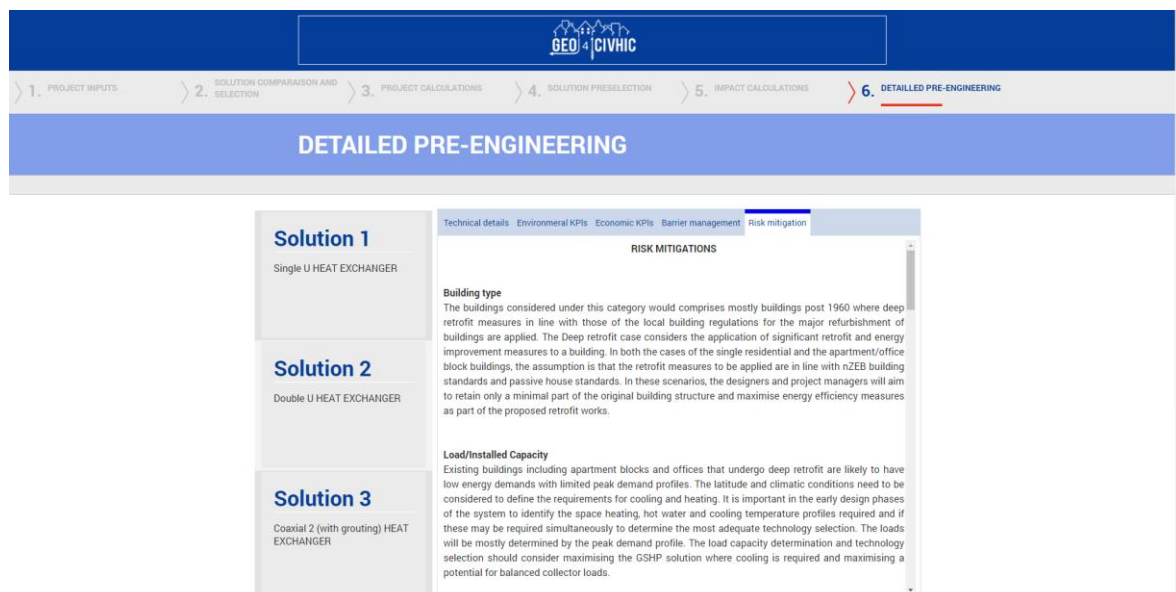 GEO 4 CIVHIC
1. PROJECT INPUTS
2. SOLUTION COMPARAISON AND
SELECTION
3. PROJECT CALCULATIONS
4. SOLUTION PRESELECTION
5. IMPACT CALCULATIONS
6. DETAILLED PRE-ENGINEERING
DETAILED PRE-ENGINEERING
Solution 1
Single U HEAT EXCHANGER
Solution 2
Double U HEAT EXCHANGER
Solution 3
Coaxial 2 (with grouting) HEAT
EXCHANGER
Technical details Environmeral KPIs Economic KPIs Barrier management Risk mitigation
RISK MITIGATIONS
Building type
The buildings considered under this category would comprises mostly buildings post 1960 where deep
retrofit measures in line with those of the local building regulations for the major refurbishment of
buildings are applied. The Deep retrofit case considers the application of significant retrofit and energy
improvement measures to a building. In both the cases of the single residential and the apartment/office
block buildings, the assumption is that the retrofit measures to be applied are in line with nZEB building
standards and passive house standards. In these scenarios, the designers and project managers will aim
to retain only a minimal part of the original building structure and maximise energy efficiency measures
as part of the proposed retrofit works.
Load/Installed Capacity
Existing buildings including apartment blocks and offices that undergo deep retrofit are likely to have
low energy demands with limited peak demand profiles. The latitude and climatic conditions need to be
considered to define the requirements for cooling and heating. It is important in the early design phases
of the system to identify the space heating, hot water and cooling temperature profiles required and if
these may be required simultaneously to determine the most adequate technology selection. The loads
will be mostly determined by the peak demand profile. The load capacity determination and technology
selection should consider maximising the GSHP solution where cooling is required and maximising a
potential for balanced collector loads.